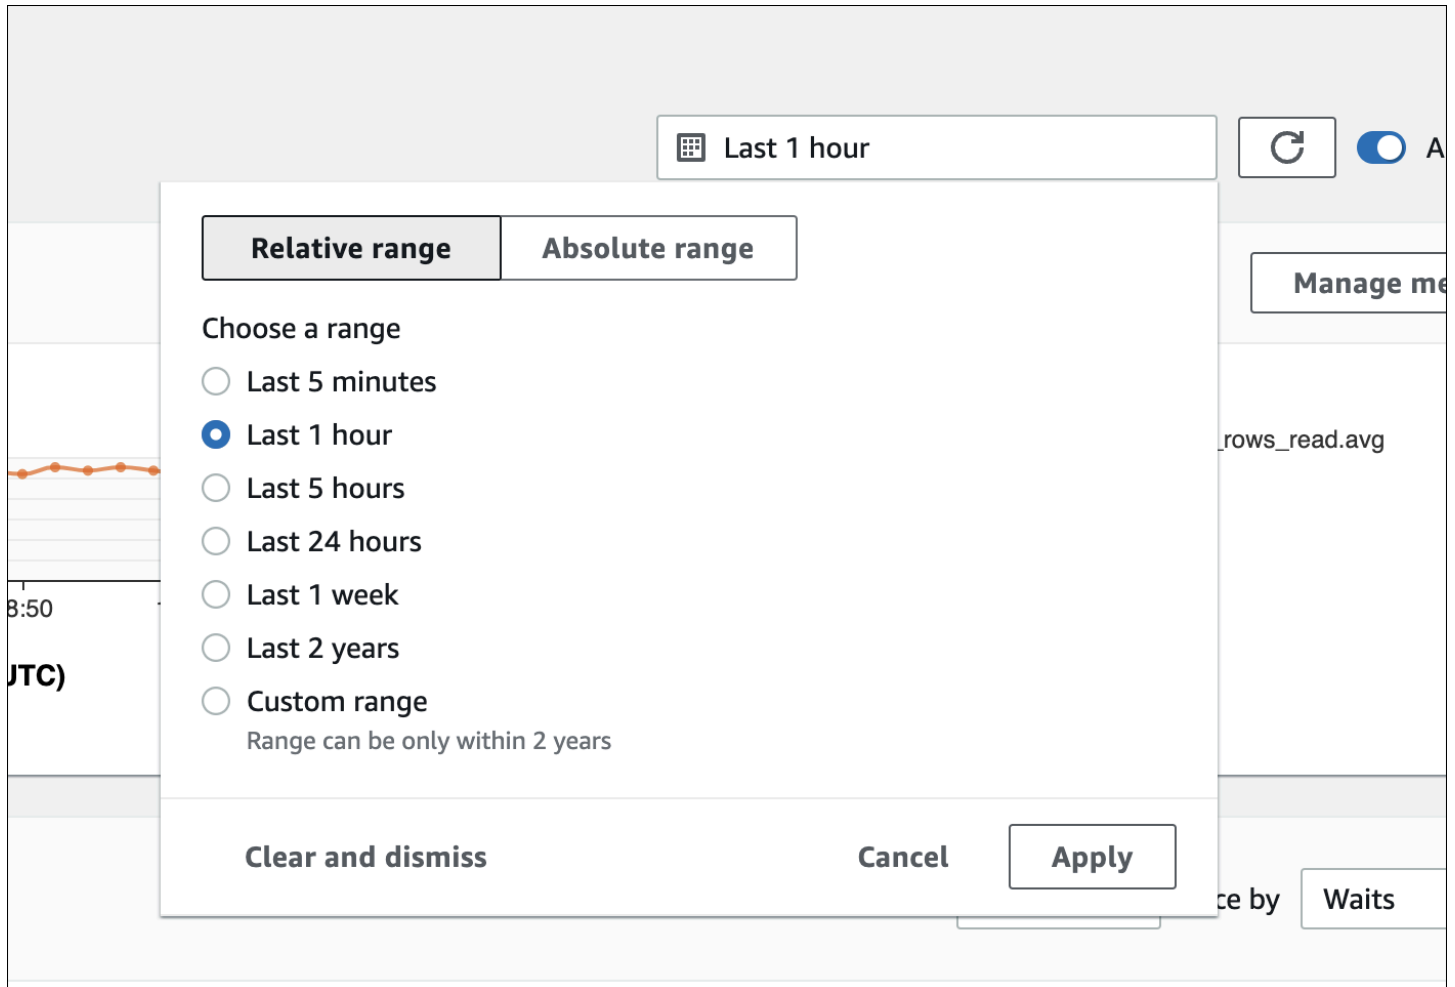 Last 1 hour
A
Relative range
Absolute range
Manage me
Choose a range
Last 5 minutes
Last 1 hour
_rows_read.avg
Last 5 hours
Last 24 hours
Last 1 week
8:50
Last 2 years
UTC)
Custom range
Range can be only within 2 years
Clear and dismiss
Cancel
Apply
ce by
Waits